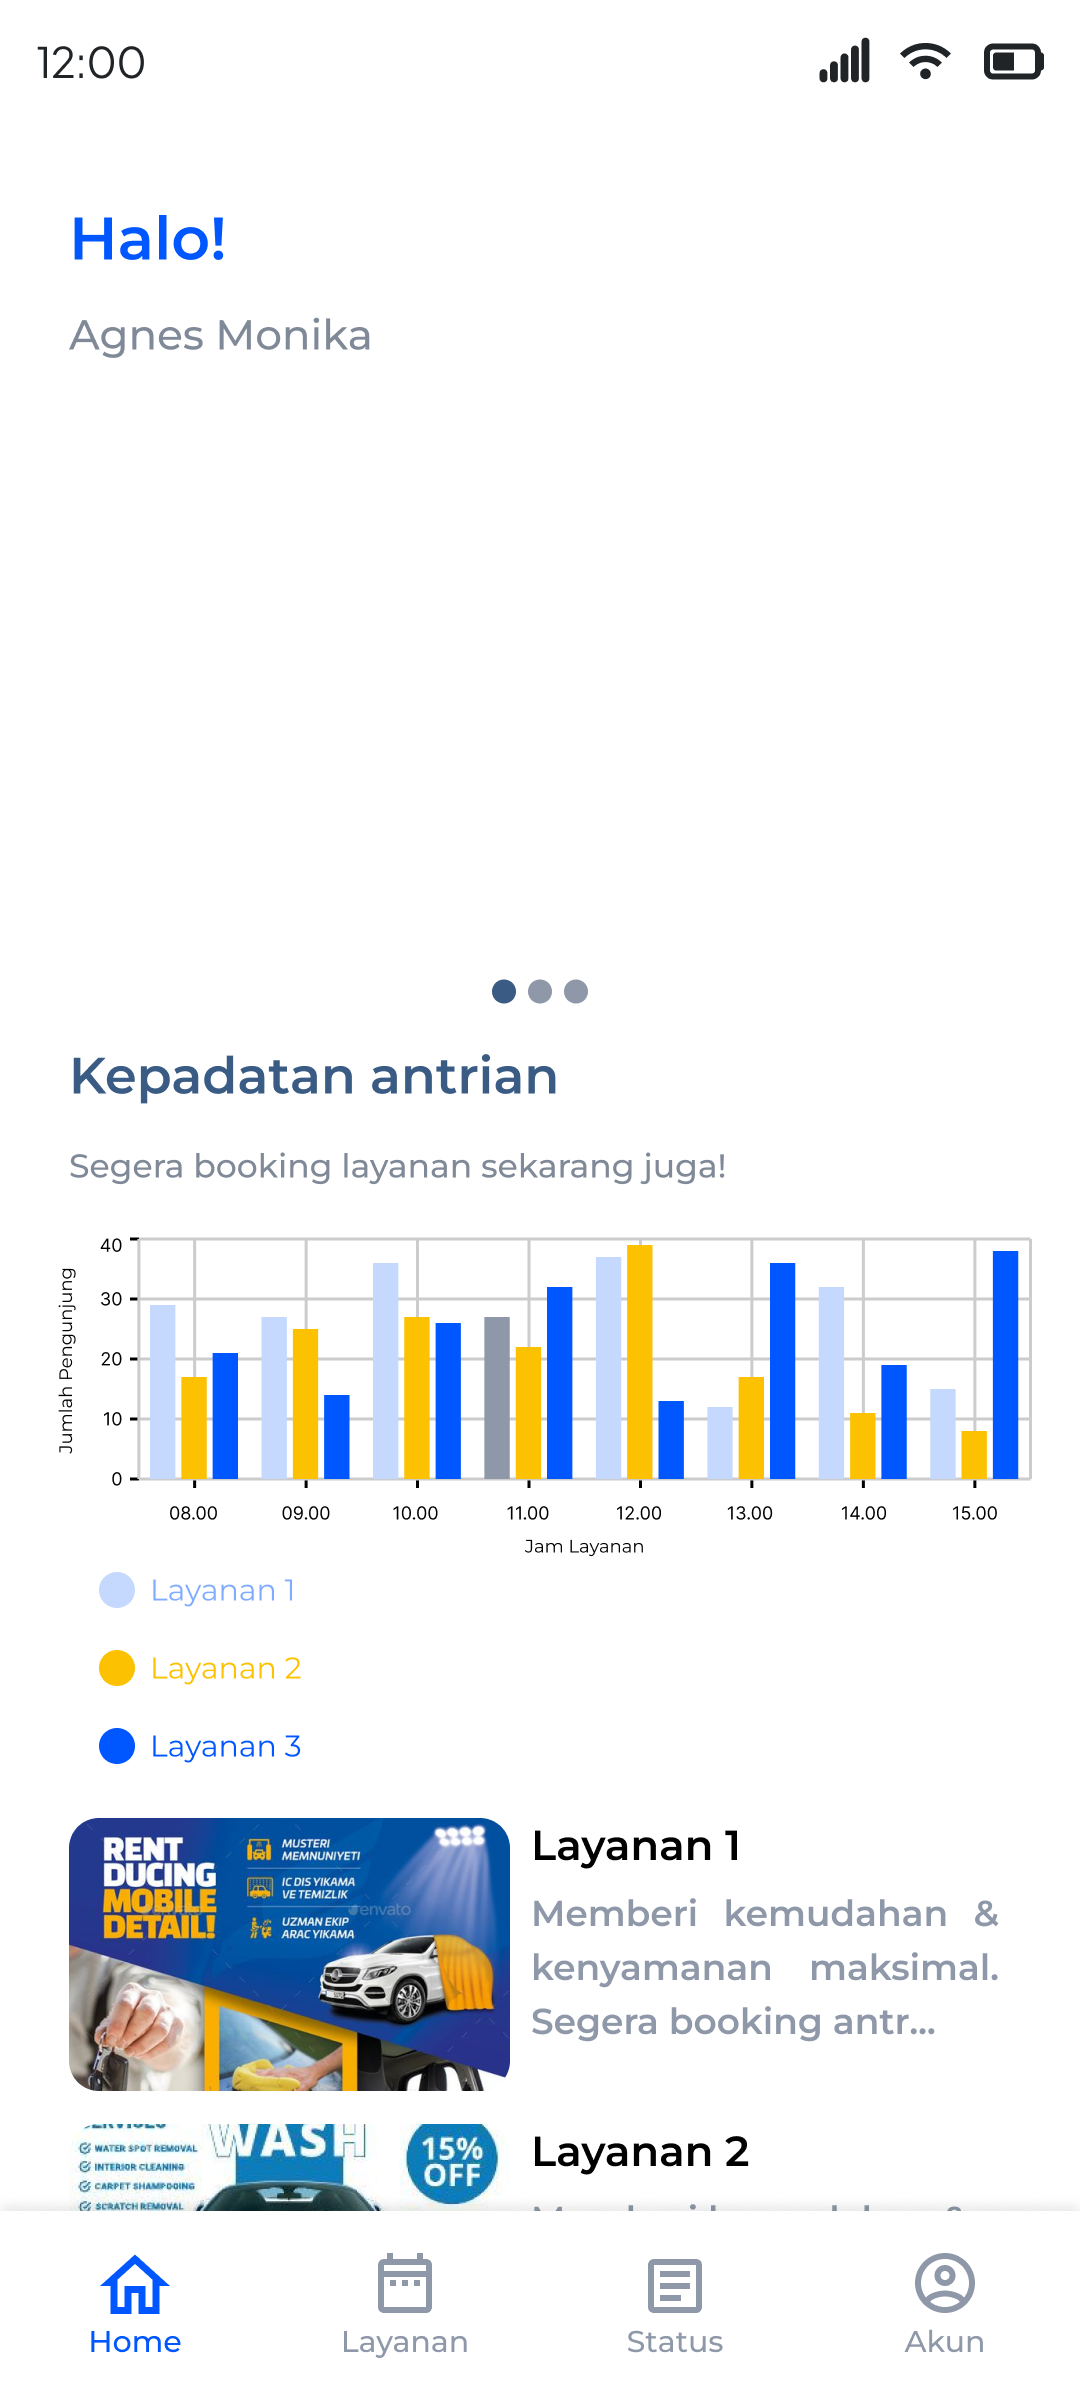 12:00
Halo!
Agnes Monika
Kepadatan antrian
Segera booking layanan sekarang juga!
40
30
20
10
0
Jumlah Pengunjung
08.00 09.00 10.00 11.00 12.00 13.00 14.00 15.00
Jam Layanan
Layanan 1
Layanan 2
Layanan 3
RENT
DUCING
MOBILE
DETAIL!
MUSTERI
MEMNUNIYETI
IC DIS YIKAMA
VE TEMIZLIK
UZMAN EKIP
ARAC YIKAMA
envato
Layanan 1
Memberi kemudahan &
kenyamanan maksimal.
Segera booking antr...
WASH
WATER SPOT REMOVAL
INTERIOR CLEANING
CARPET SHAMPOOING
SCRATCH REMOVAL
15%
OFF
Layanan 2
Home Layanan Status Akun